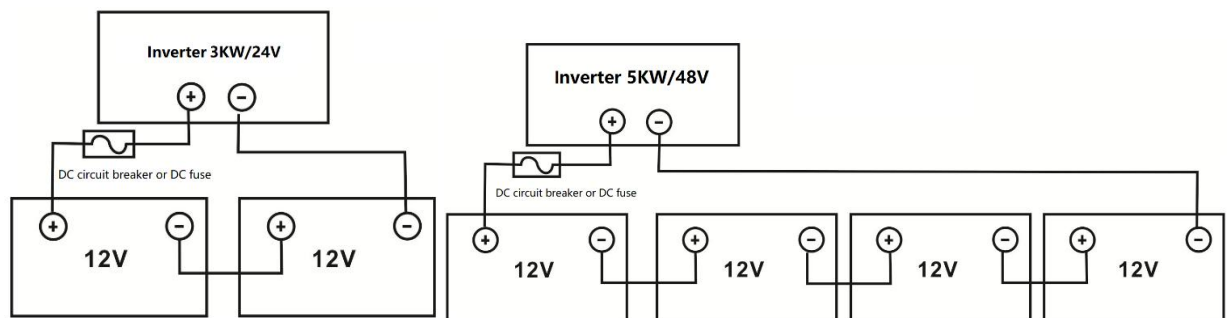 Inverter 3KW/24V
+ −
DC circuit breaker or DC fuse
+ − + −
12V 12V
Inverter 5KW/48V
+ −
DC circuit breaker or DC fuse
+ − + − + − + −
12V 12V 12V 12V